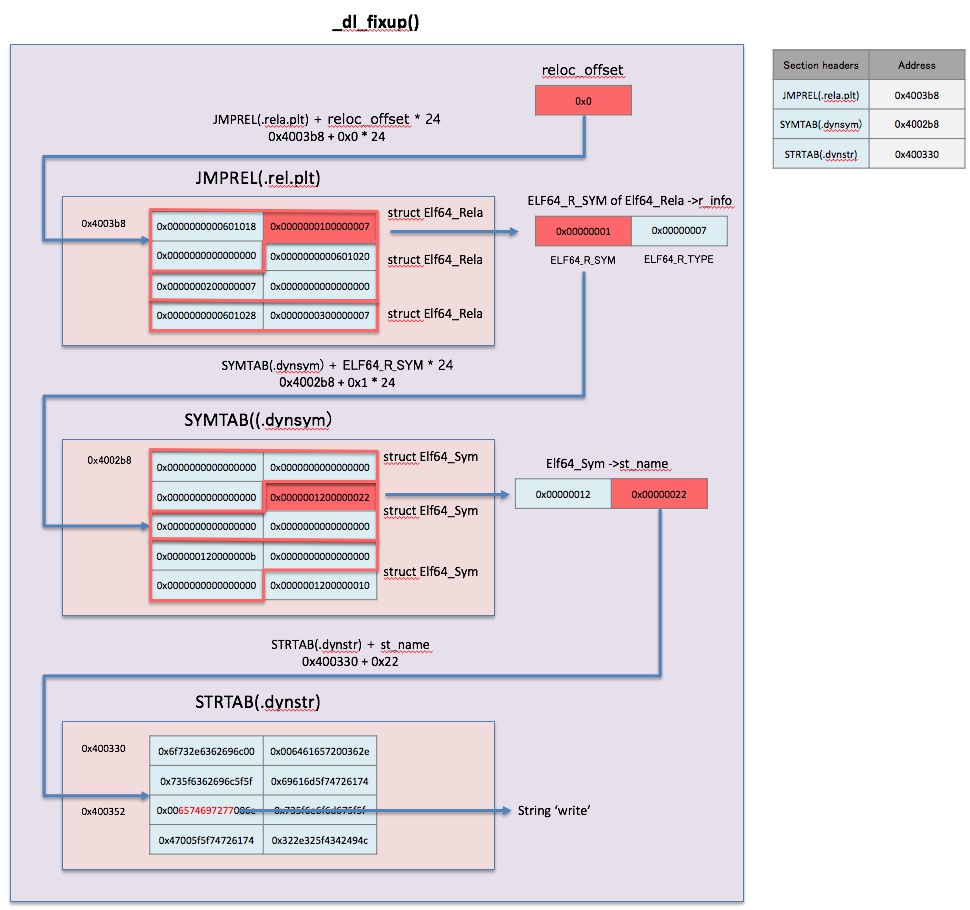 _dl_fixup()
reloc_offset
0x0
JMPREL(.rela.plt) + reloc_offset * 24
0x4003b8 + 0x0 * 24
Section headers Address
JMPREL(.rela.plt) 0x4003b8
SYMTAB(.dynsym) 0x4002b8
STRTAB(.dynstr) 0x400330
JMPREL(.rel.plt)
0x4003b8
0x0000000000601018 0x0000000100000007
0x0000000000000000 0x0000000000601020
0x0000000200000007 0x0000000000000000
0x0000000000601028 0x0000000300000007
struct Elf64_Rela
struct Elf64_Rela
struct Elf64_Rela
ELF64_R_SYM of Elf64_Rela ->r_info
0x00000001 0x00000007
ELF64_R_SYM ELF64_R_TYPE
SYMTAB(.dynsym) + ELF64_R_SYM * 24
0x4002b8 + 0x1 * 24
SYMTAB((.dynsym)
0x4002b8
0x0000000000000000 0x0000000000000000
0x0000000000000000 0x0000001200000022
0x0000000000000000 0x0000000000000000
0x000000120000000b 0x0000000000000000
0x0000000000000000 0x0000001200000010
struct Elf64_Sym
struct Elf64_Sym
struct Elf64_Sym
Elf64_Sym ->st_name
0x00000012 0x00000022
STRTAB(.dynstr) + st_name
0x400330 + 0x22
STRTAB(.dynstr)
0x400330
0x400352
0x6f732e6362696c00 0x006461657200362e
0x735f6362696c5f5f 0x69616d5f74726174
0x006574697277006e 0x735f6e6f6d675f5f
0x47005f5f74726174 0x322e325f4342494c
String ‘write’